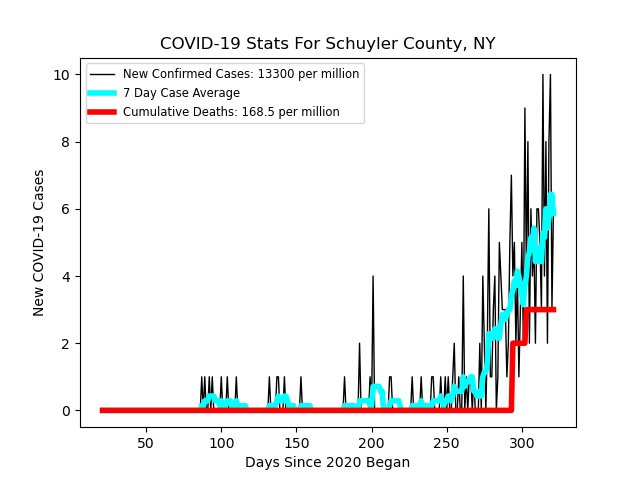 COVID-19 Stats For Schuyler County, NY
New Confirmed Cases: 13300 per million
7 Day Case Average
Cumulative Deaths: 168.5 per million
New COVID-19 Cases
10
8
6
4
2
0
50 100 150 200 250 300
Days Since 2020 Began